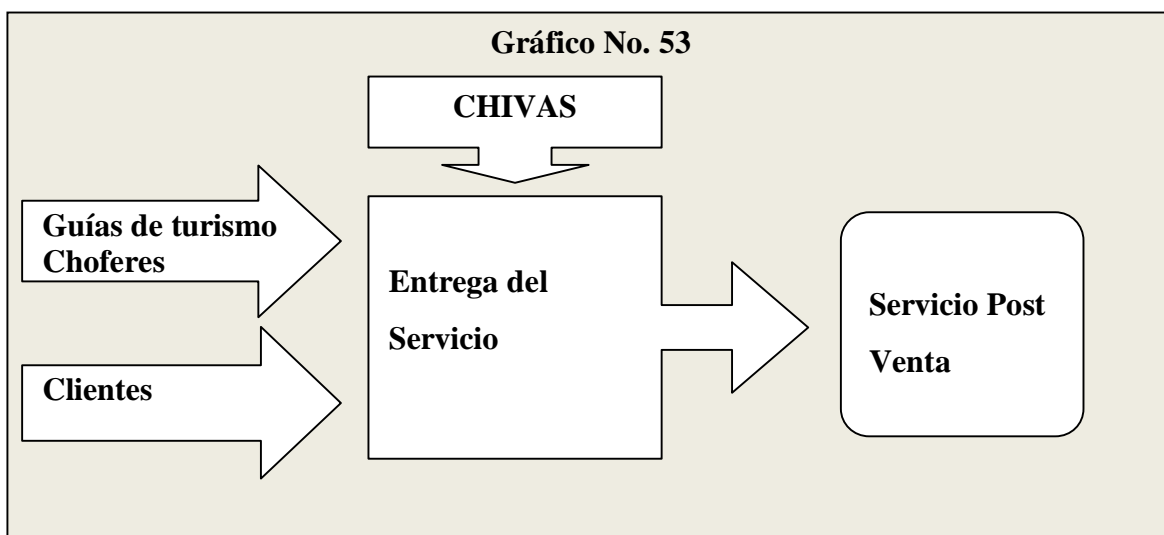 Gráfico No. 53
CHIVAS
Guías de turismo
Choferes
Entrega del
Servicio
Clientes
Servicio Post
Venta